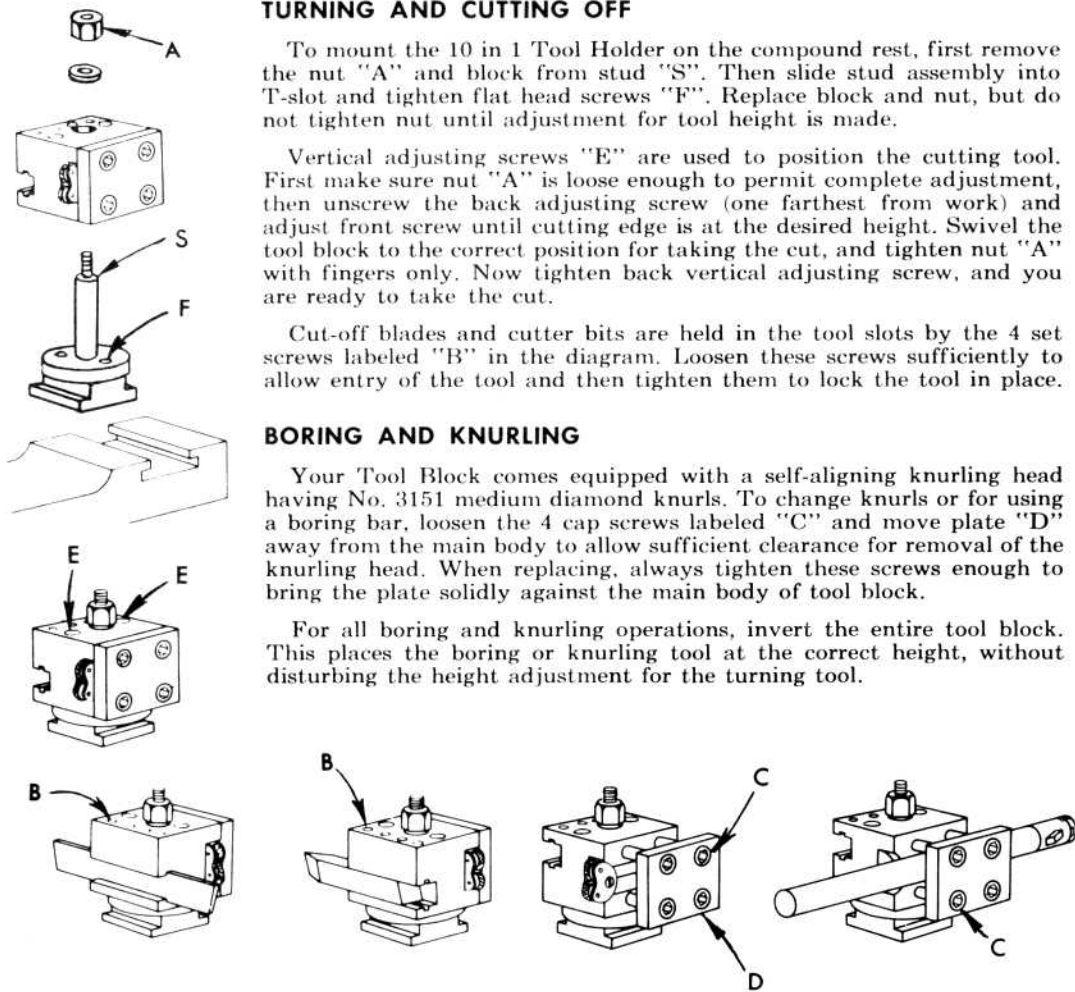 TURNING AND CUTTING OFF
To mount the 10 in 1 Tool Holder on the compound rest, first remove
the nut "A" and block from stud "S". Then slide stud assembly into
T-slot and tighten flat head screws "F". Replace block and nut, but do
not tighten nut until adjustment for tool height is made.
Vertical adjusting screws "E" are used to position the cutting tool.
First make sure nut "A" is loose enough to permit complete adjustment,
then unscrew the back adjusting screw (one farthest from work) and
adjust front screw until cutting edge is at the desired height. Swivel the
tool block to the correct position for taking the cut, and tighten nut "A"
with fingers only. Now tighten back vertical adjusting screw, and you
are ready to take the cut.
Cut-off blades and cutter bits are held in the tool slots by the 4 set
screws labeled "B" in the diagram. Loosen these screws sufficiently to
allow entry of the tool and then tighten them to lock the tool in place.
BORING AND KNURLING
Your Tool Block comes equipped with a self-aligning knurling head
having No. 3151 medium diamond knurls. To change knurls or for using
a boring bar, loosen the 4 cap screws labeled "C" and move plate "D"
away from the main body to allow sufficient clearance for removal of the
knurling head. When replacing, always tighten these screws enough to
bring the plate solidly against the main body of tool block.
For all boring and knurling operations, invert the entire tool block.
This places the boring or knurling tool at the correct height, without
disturbing the height adjustment for the turning tool.
A
S
F
E E
B
B
C
D
C